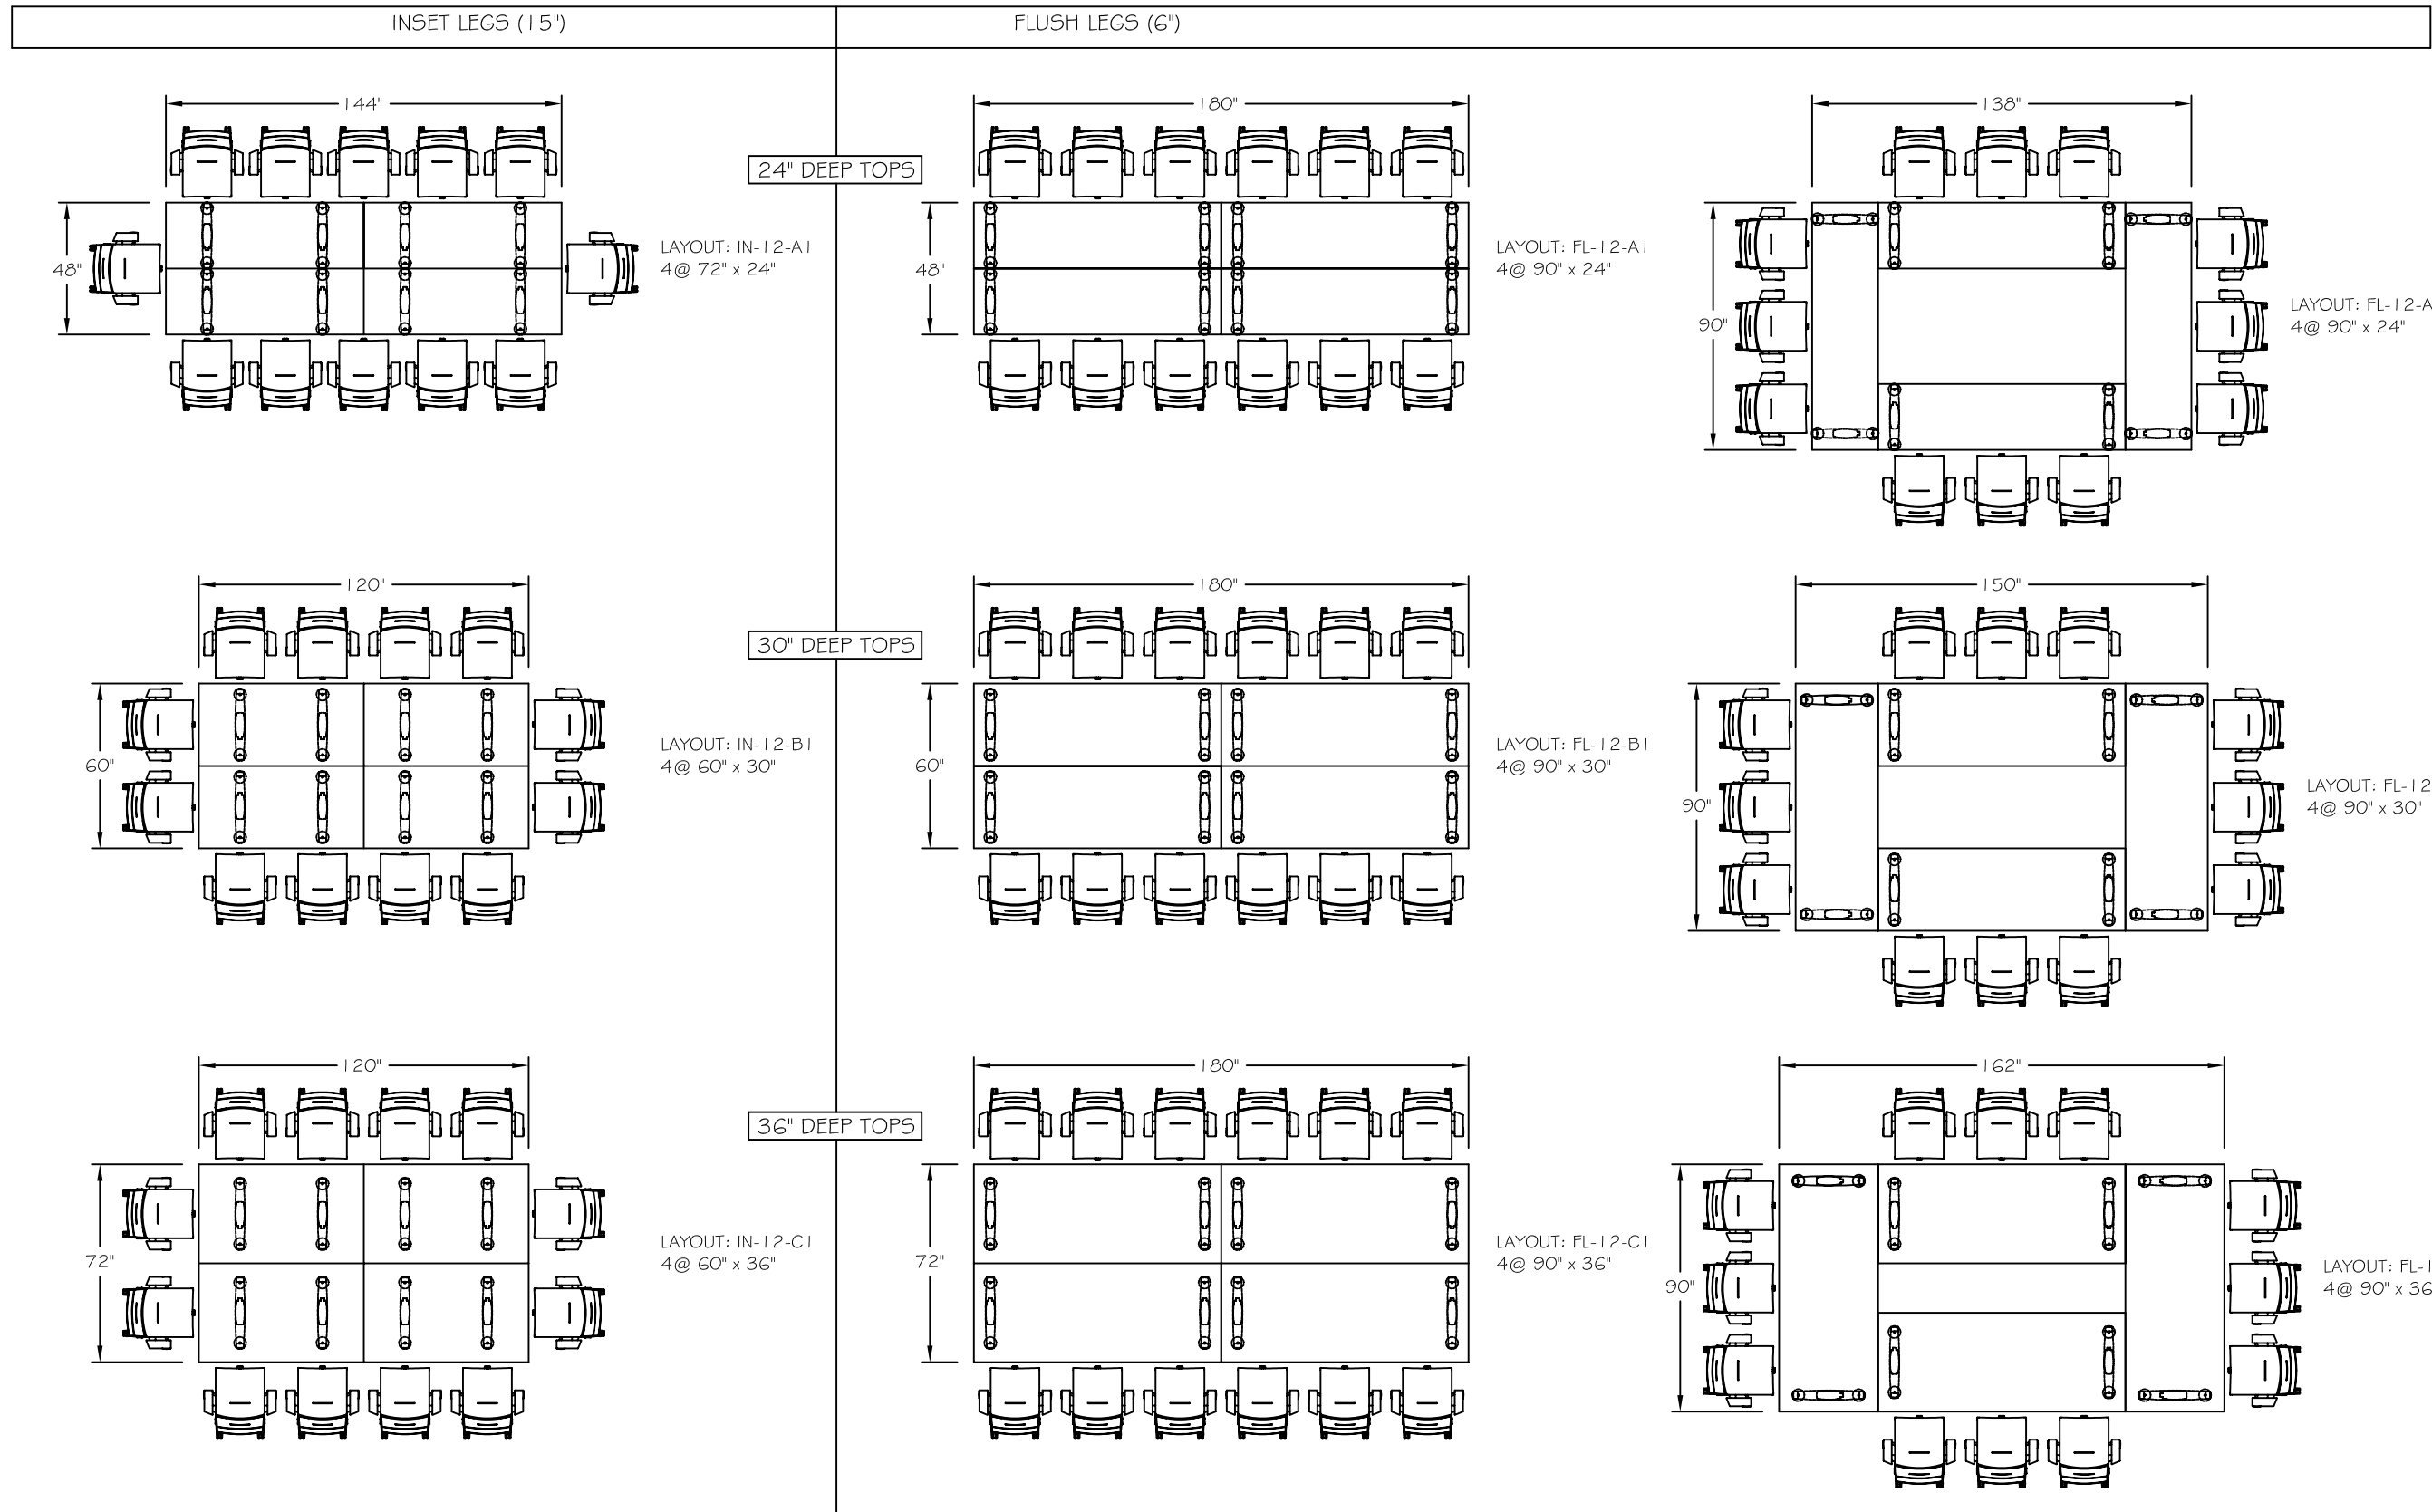 INSET LEGS (15")
FLUSH LEGS (6")
24" DEEP TOPS
144"
48"
LAYOUT: IN-12-A1
4@ 72" x 24"
180"
48"
LAYOUT: FL-12-A1
4@ 90" x 24"
138"
90"
LAYOUT: FL-12-A
4@ 90" x 24"
30" DEEP TOPS
120"
60"
LAYOUT: IN-12-B1
4@ 60" x 30"
180"
60"
LAYOUT: FL-12-B1
4@ 90" x 30"
150"
90"
LAYOUT: FL-12
4@ 90" x 30"
36" DEEP TOPS
120"
72"
LAYOUT: IN-12-C1
4@ 60" x 36"
180"
72"
LAYOUT: FL-12-C1
4@ 90" x 36"
162"
90"
LAYOUT: FL-1
4@ 90" x 36